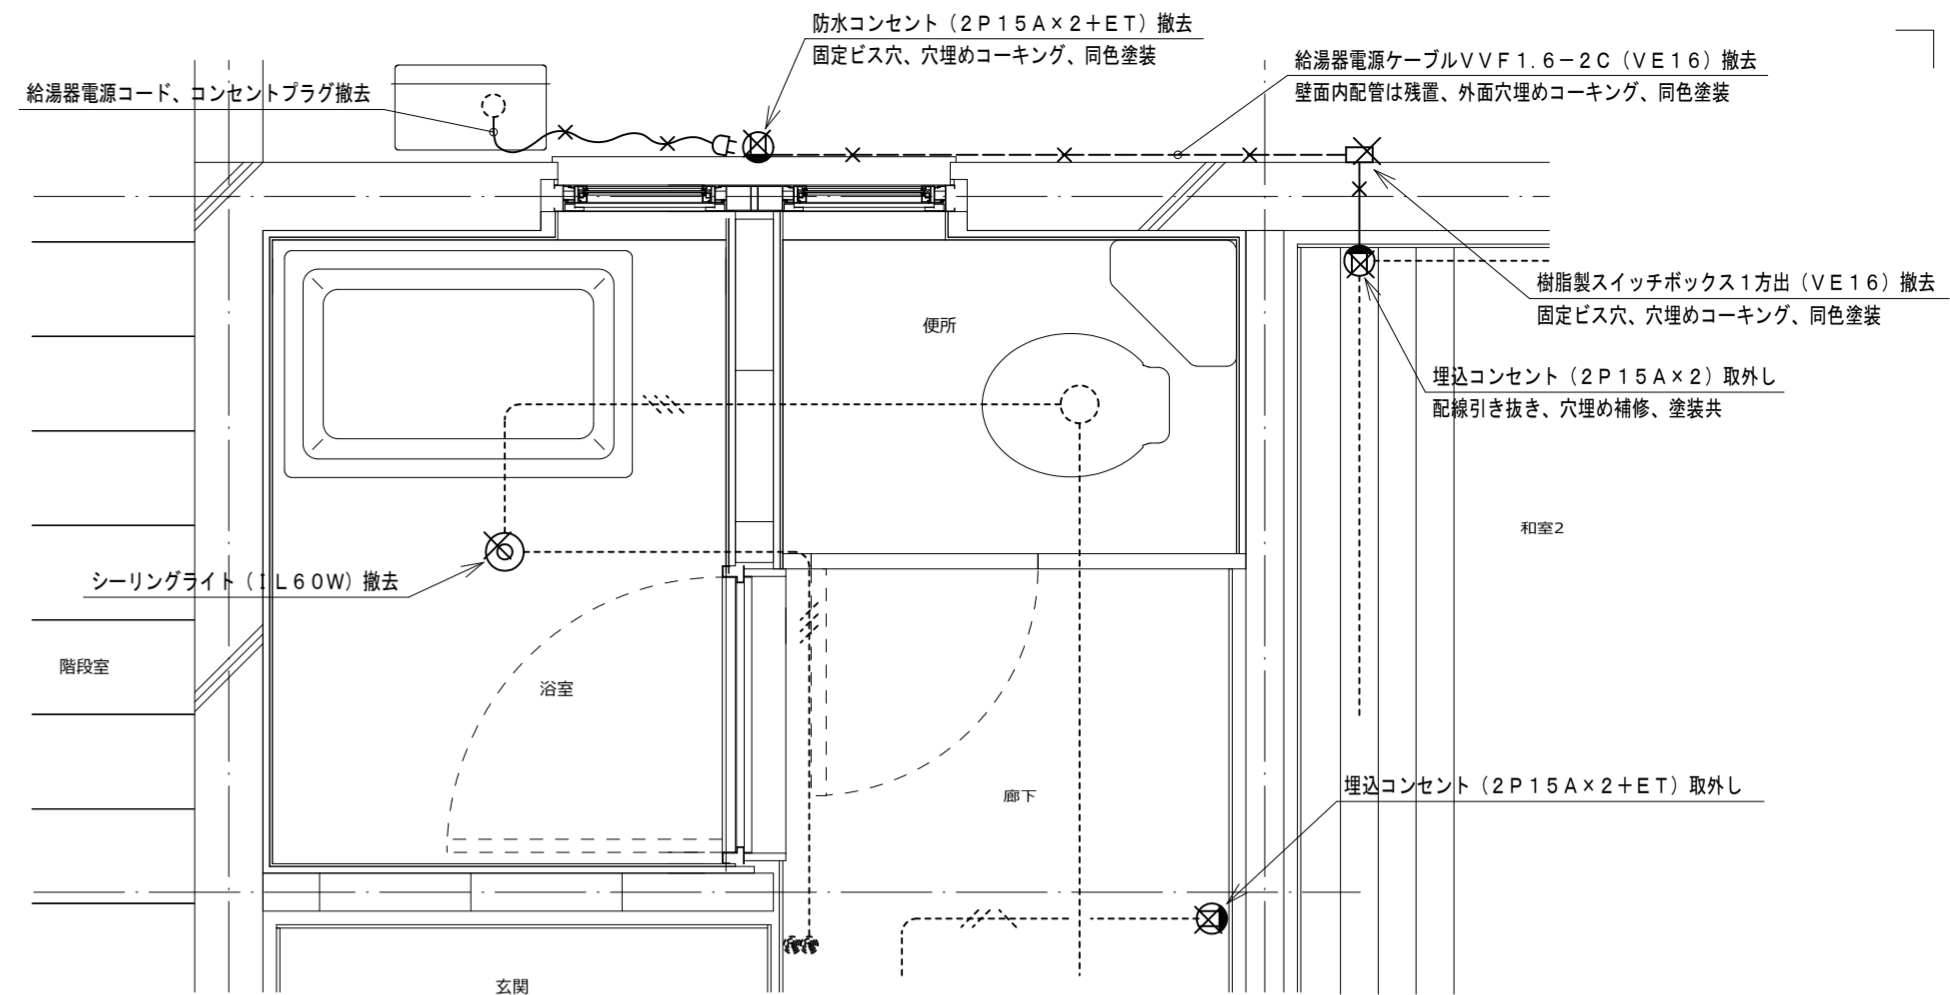 防水コンセント（２Ｐ１５Ａ×２＋ＥＴ）撤去
固定ビス穴、穴埋めコーキング、同色塗装
給湯器電源ケーブルＶＶＦ１.６－２Ｃ（ＶＥ１６）撤去
壁面内配管は残置、外面穴埋めコーキング、同色塗装
給湯器電源コード、コンセントプラグ撤去
樹脂製スイッチボックス１方出（ＶＥ１６）撤去
固定ビス穴、穴埋めコーキング、同色塗装
便所
埋込コンセント（２Ｐ１５Ａ×２）取外し
配線引き抜き、穴埋め補修、塗装共
和室2
シーリングライト（ＩＬ６０Ｗ）撤去
階段室
浴室
廊下
埋込コンセント（２Ｐ１５Ａ×２＋ＥＴ）取外し
玄関